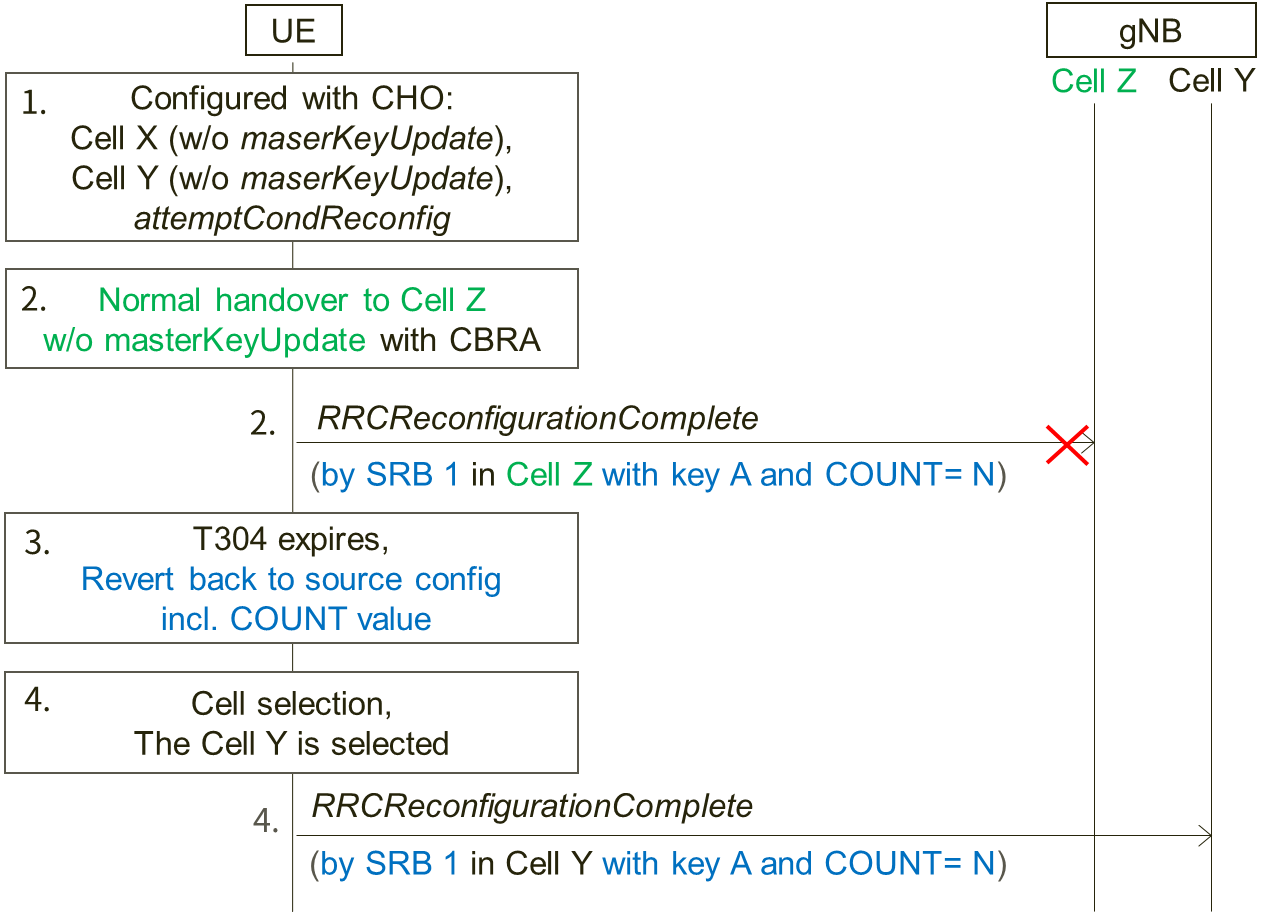 UE
gNB
Cell Z
Cell Y
1.
Configured with CHO:
Cell X (w/o maserKeyUpdate),
Cell Y (w/o maserKeyUpdate),
attemptCondReconfig
2.
Normal handover to Cell Z
w/o masterKeyUpdate with CBRA
2.
RRCReconfigurationComplete
(by SRB 1 in Cell Z with key A and COUNT= N)
3.
T304 expires,
Revert back to source config
incl. COUNT value
4.
Cell selection,
The Cell Y is selected
4.
RRCReconfigurationComplete
(by SRB 1 in Cell Y with key A and COUNT= N)